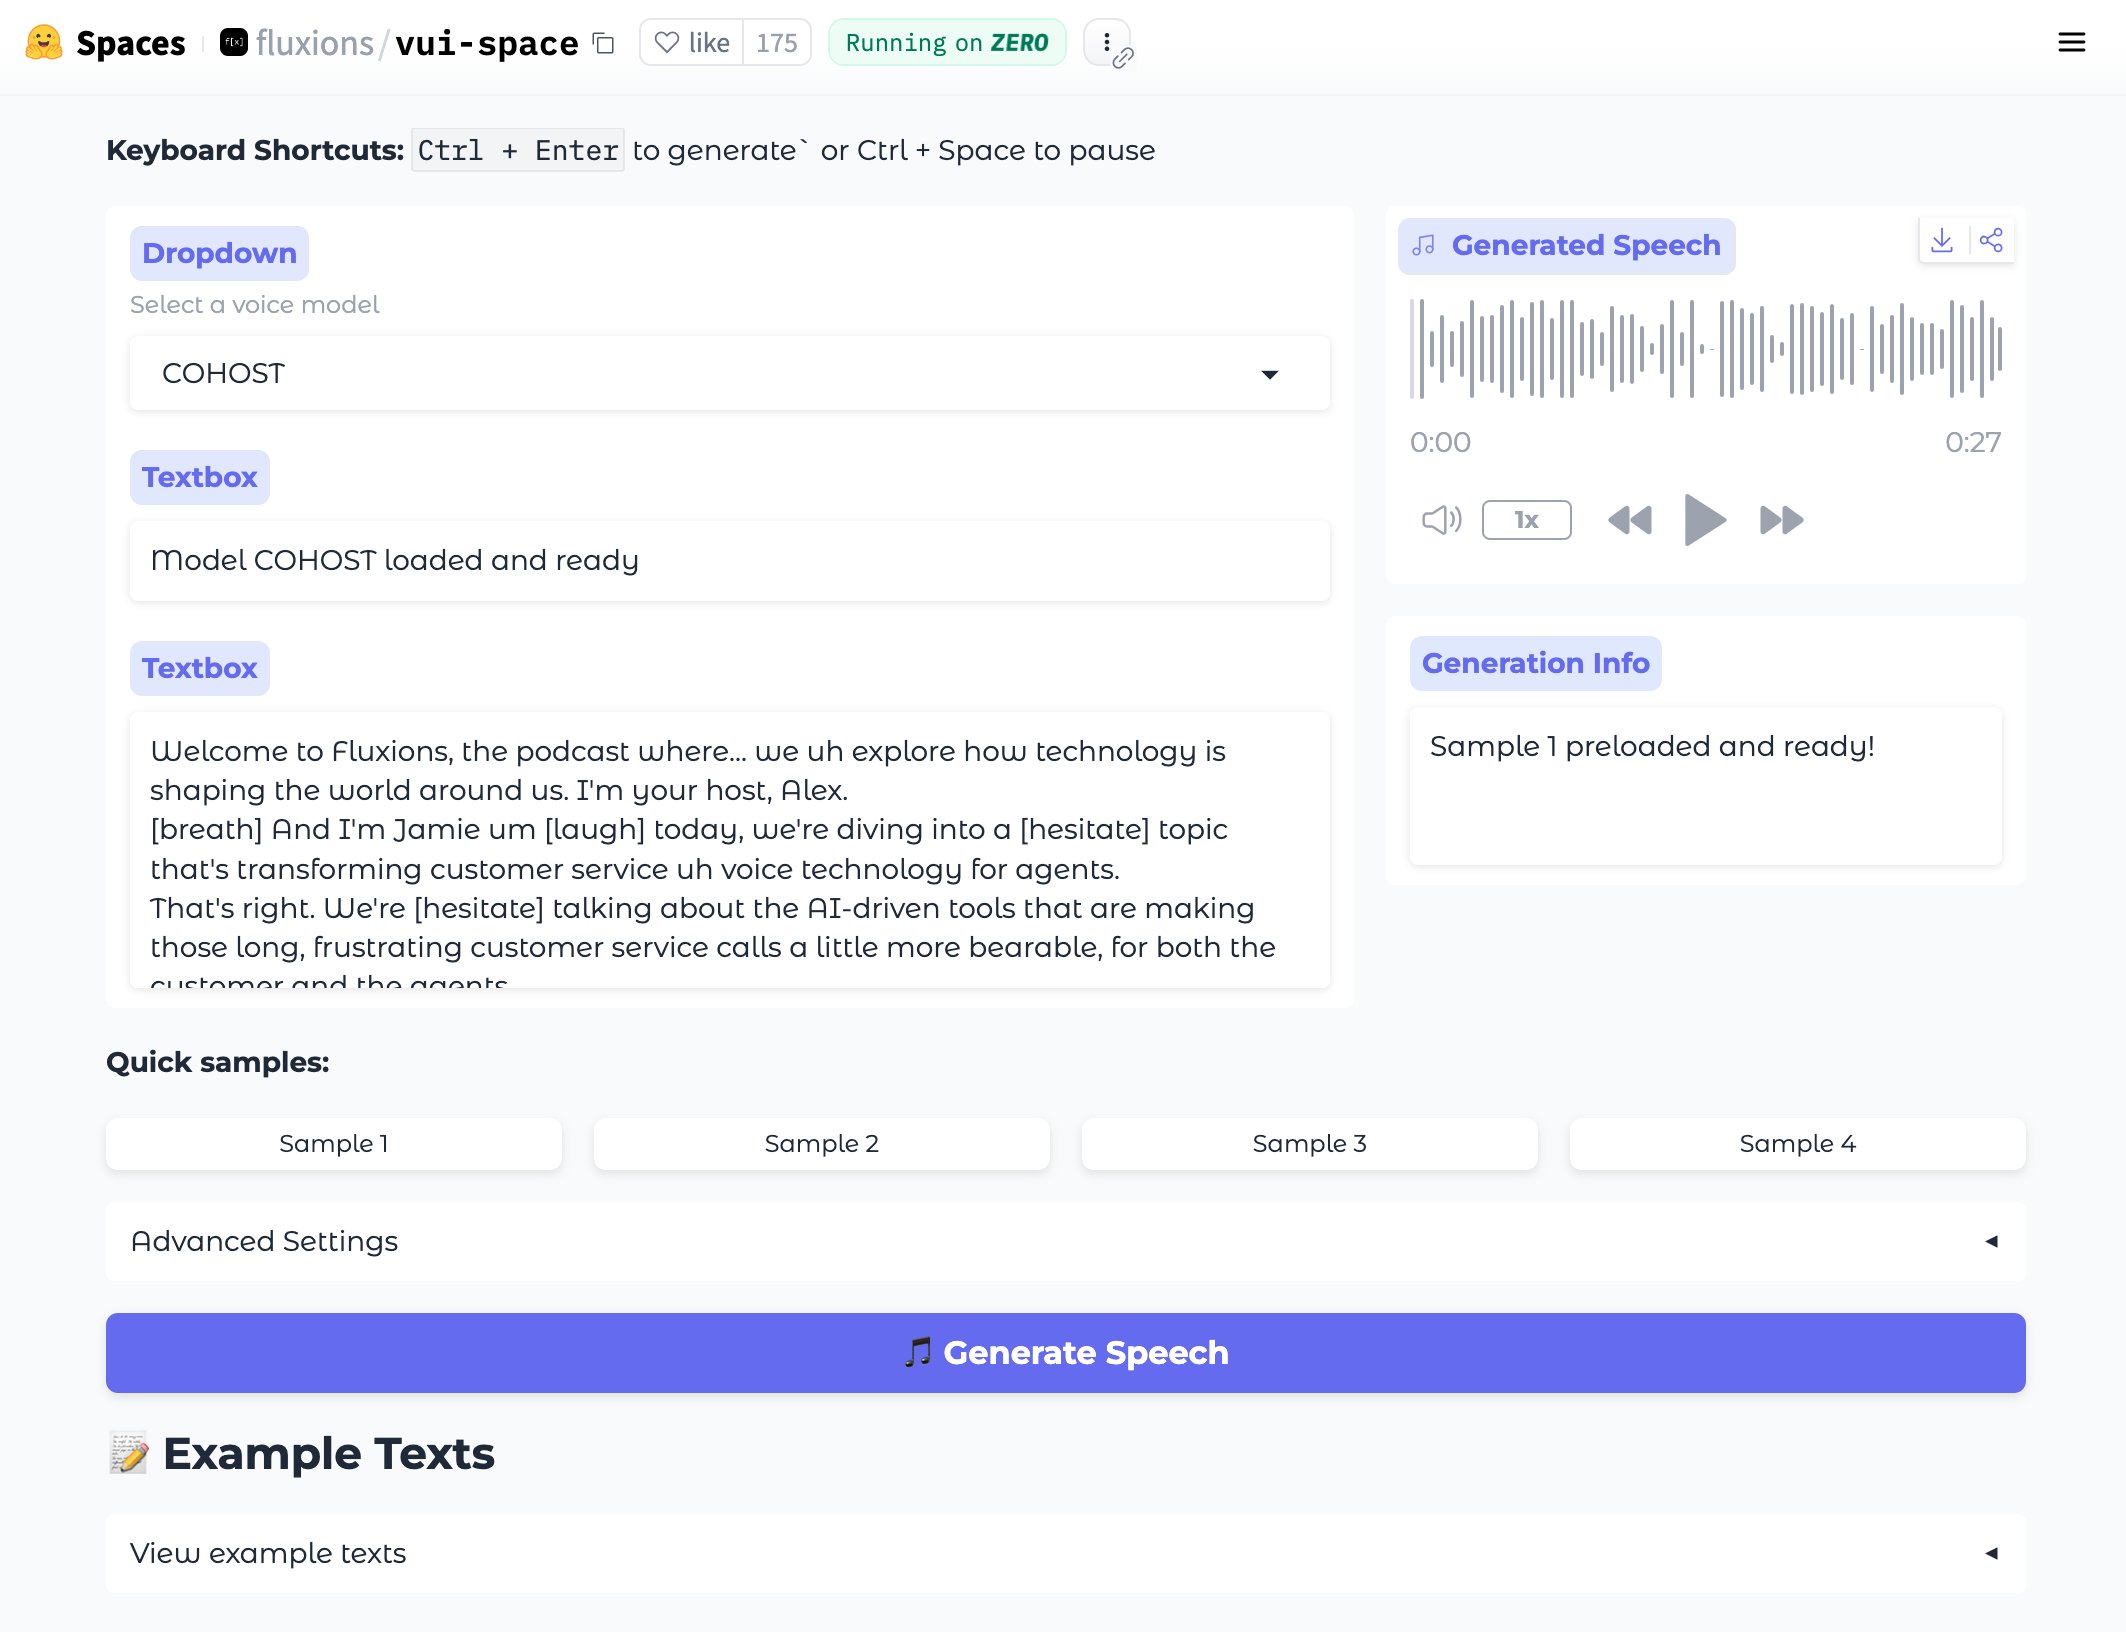 Spaces
fluxions/vui-space
like 175
Running on ZERO
Keyboard Shortcuts: Ctrl + Enter to generate` or Ctrl + Space to pause
Dropdown
Select a voice model
COHOST
Textbox
Model COHOST loaded and ready
Textbox
Welcome to Fluxions, the podcast where... we uh explore how technology is
shaping the world around us. I'm your host, Alex.
[breath] And I'm Jamie um [laugh] today, we're diving into a [hesitate] topic
that's transforming customer service uh voice technology for agents.
That's right. We're [hesitate] talking about the AI-driven tools that are making
those long, frustrating customer service calls a little more bearable, for both the
customer and the agents.
Generated Speech
0:00
0:27
1x
Generation Info
Sample 1 preloaded and ready!
Quick samples:
Sample 1
Sample 2
Sample 3
Sample 4
Advanced Settings
Generate Speech
Example Texts
View example texts